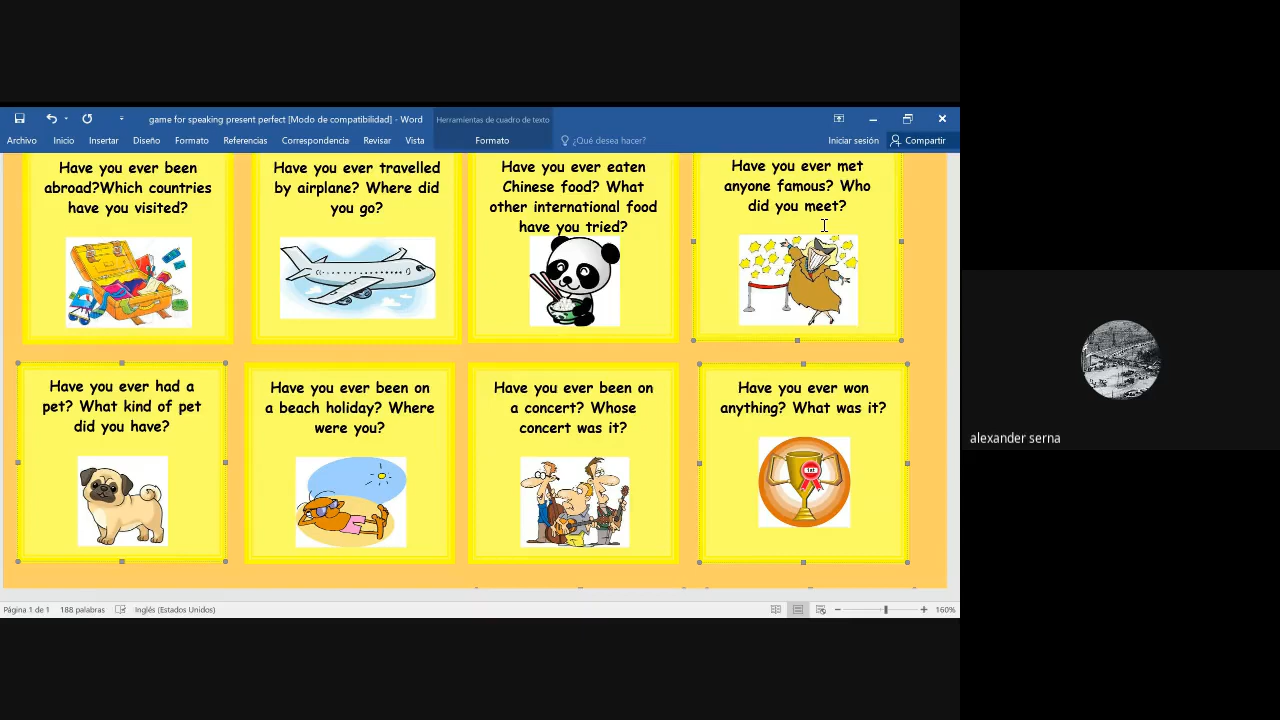 game for speaking present perfect [Modo de compatibilidad] - Word
Herramientas de cuadro de texto
Archivo Inicio Insertar Diseño Formato Referencias Correspondencia Revisar Vista Formato ¿Qué desea hacer? Iniciar sesión Compartir
Have you ever been
abroad?Which countries
have you visited?
Have you ever travelled
by airplane? Where did
you go?
Have you ever eaten
Chinese food? What
other international food
have you tried?
Have you ever met
anyone famous? Who
did you meet?
Have you ever had a
pet? What kind of pet
did you have?
Have you ever been on
a beach holiday? Where
were you?
Have you ever been on
a concert? Whose
concert was it?
Have you ever won
anything? What was it?
1st
alexander serna
Página 1 de 1 188 palabras Inglés (Estados Unidos) 160%